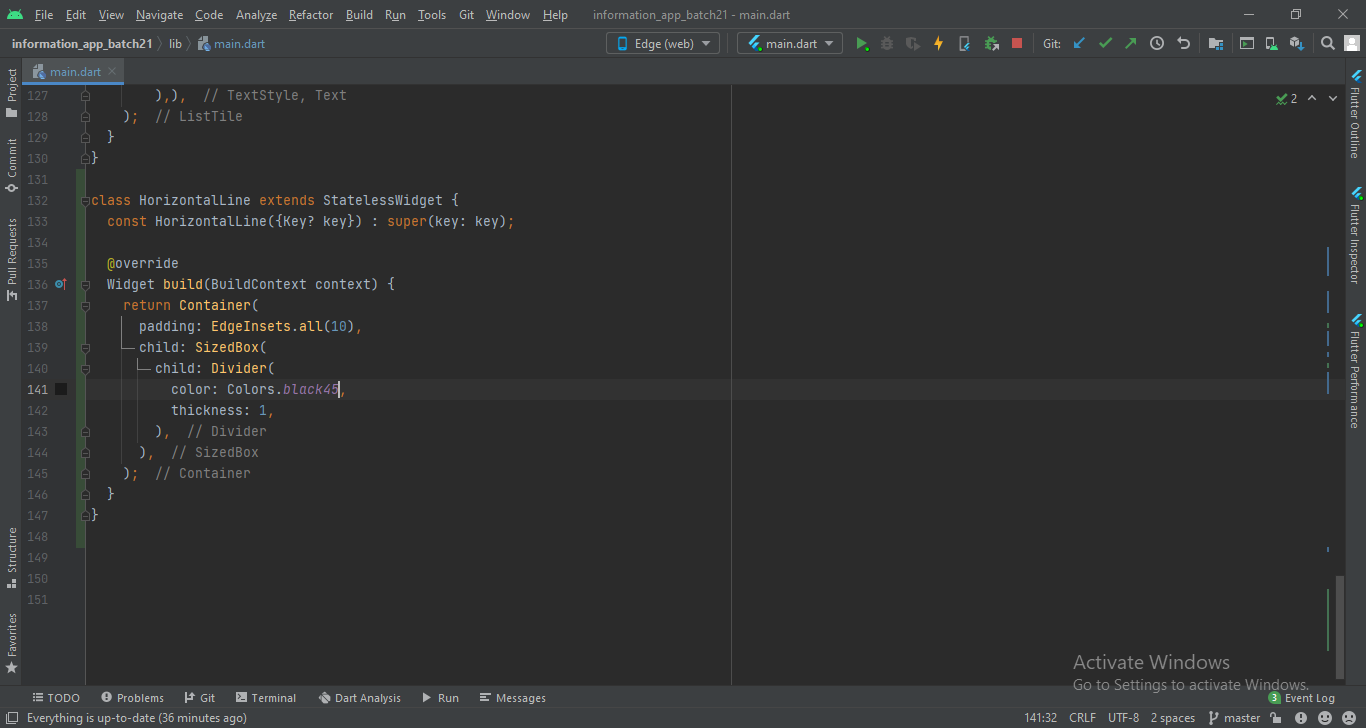 File Edit View Navigate Code Analyze Refactor Build Run Tools Git Window Help information_app_batch21 - main.dart
information_app_batch21 lib main.dart Edge (web) main.dart Git:
main.dart
Project
Commit
Pull Requests
Structure
Favorites
127 ),), // TextStyle, Text
128 ); // ListTile
129 }
130 }
131
132 class HorizontalLine extends StatelessWidget {
133 const HorizontalLine({Key? key}) : super(key: key);
134
135 @override
136 Widget build(BuildContext context) {
137 return Container(
138 padding: EdgeInsets.all(10),
139 child: SizedBox(
140 child: Divider(
141 color: Colors.black45,
142 thickness: 1,
143 ), // Divider
144 ), // SizedBox
145 ); // Container
146 }
147 }
148
149
150
151
2
Flutter Outline
Flutter Inspector
Flutter Performance
Activate Windows
Go to Settings to activate Windows.
TODO Problems Git Terminal Dart Analysis Run Messages 3 Event Log
Everything is up-to-date (36 minutes ago) 141:32 CRLF UTF-8 2 spaces master